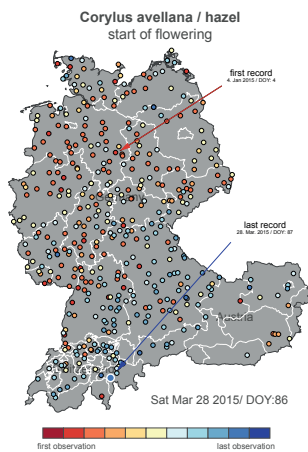 Corylus avellana / hazel
start of flowering
first record
4. Jan 2015 / DOY: 4
last record
28. Mar. 2015 / DOY: 87
Austria
Sat Mar 28 2015/ DOY:86
first observation
last observation